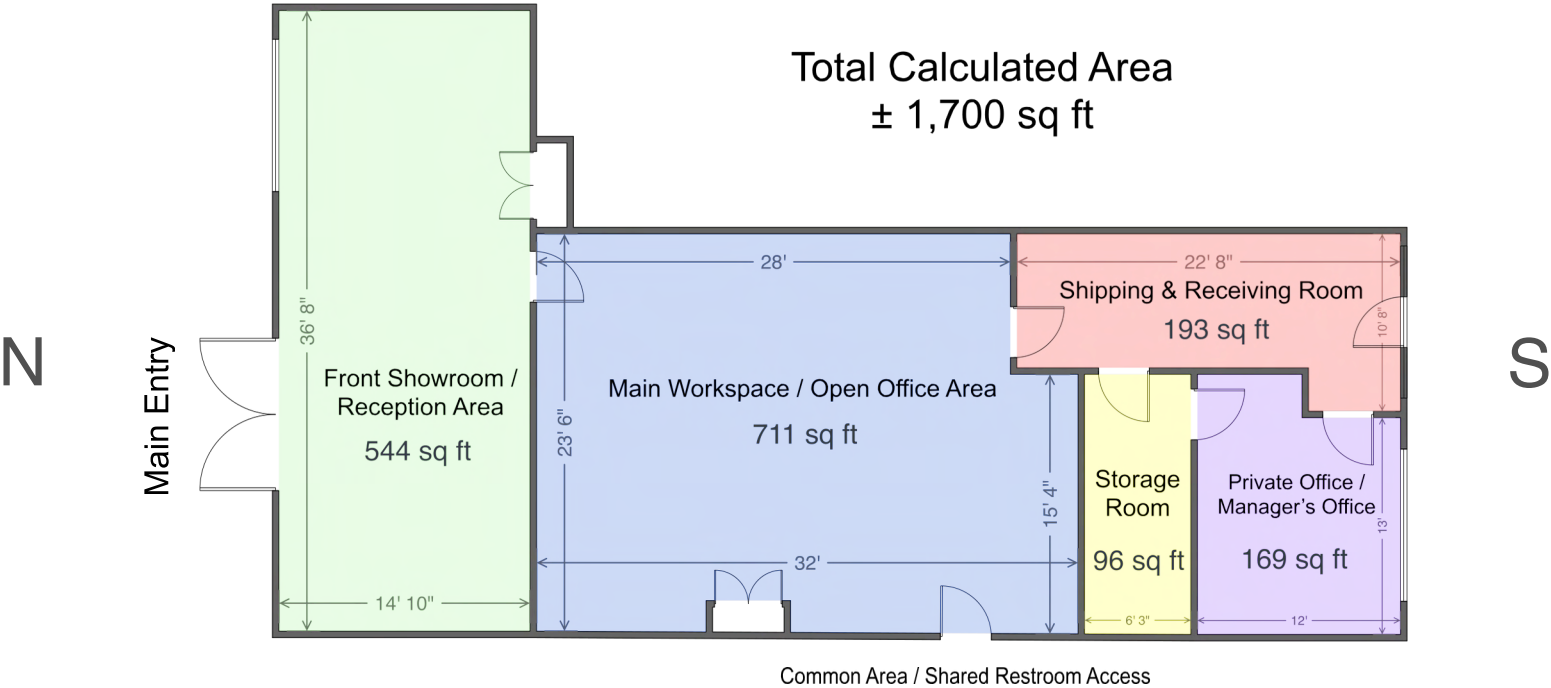 Total Calculated Area
± 1,700 sq ft
N
S
Main Entry
36' 8"
Front Showroom /
Reception Area
544 sq ft
14' 10"
28'
23' 6"
Main Workspace / Open Office Area
711 sq ft
15' 4"
32'
22' 8"
Shipping & Receiving Room
193 sq ft
10' 8"
Storage
Room
96 sq ft
6' 3"
Private Office /
Manager’s Office
169 sq ft
13'
12'
Common Area / Shared Restroom Access